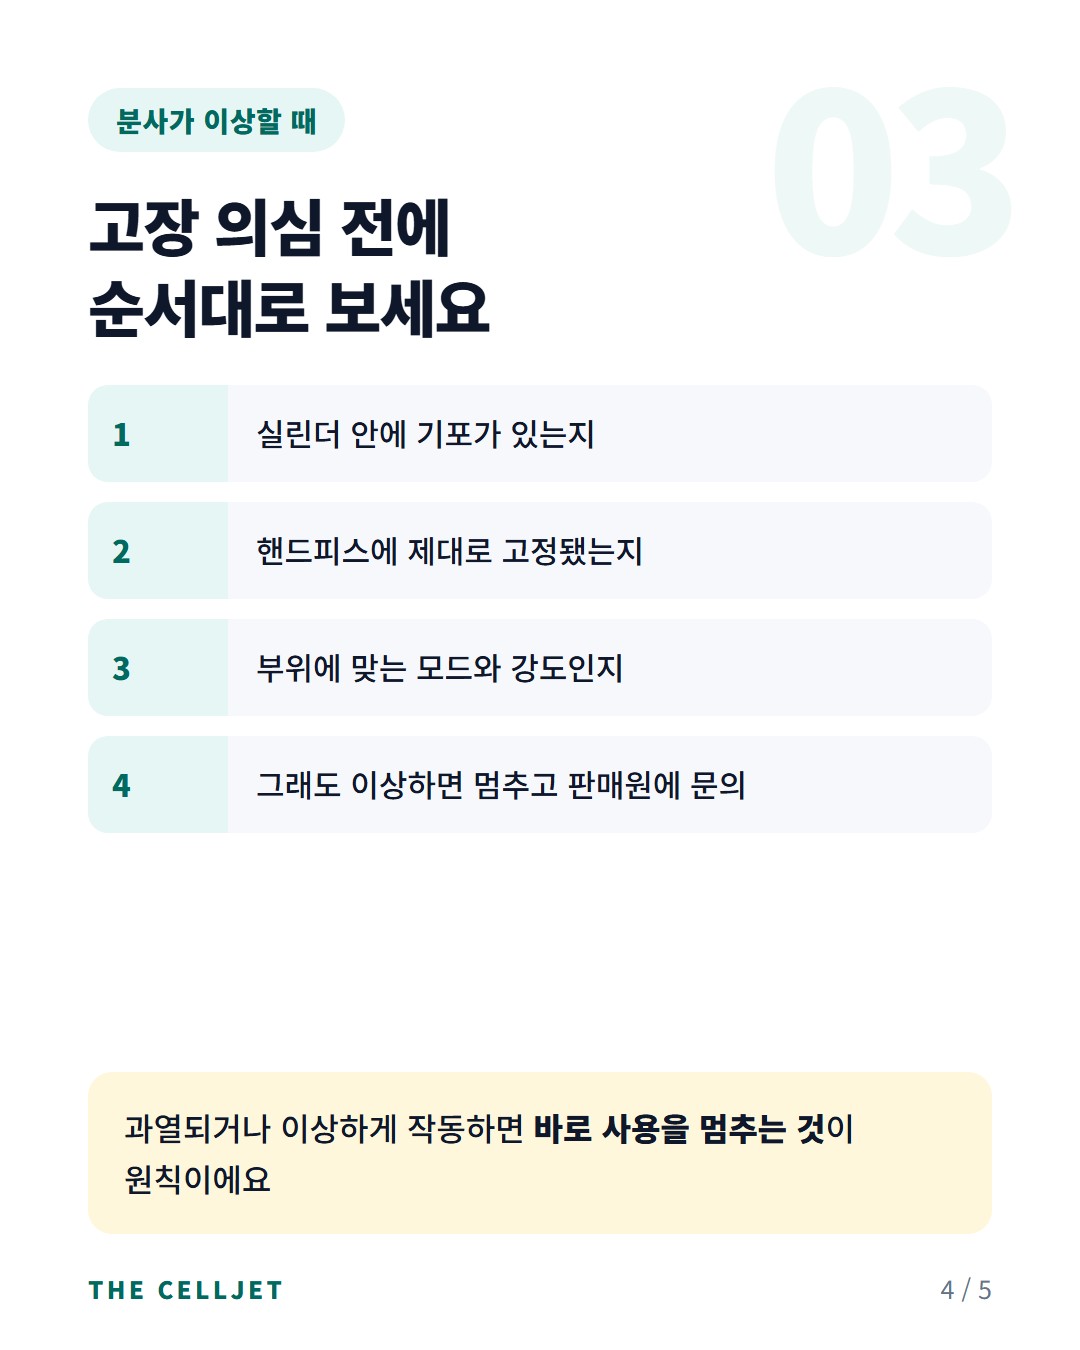 분사가 이상할 때
03
고장 의심 전에
순서대로 보세요
1 실린더 안에 기포가 있는지
2 핸드피스에 제대로 고정됐는지
3 부위에 맞는 모드와 강도인지
4 그래도 이상하면 멈추고 판매원에 문의
과열되거나 이상하게 작동하면 바로 사용을 멈추는 것이
원칙이에요
THE CELLJET
4 / 5